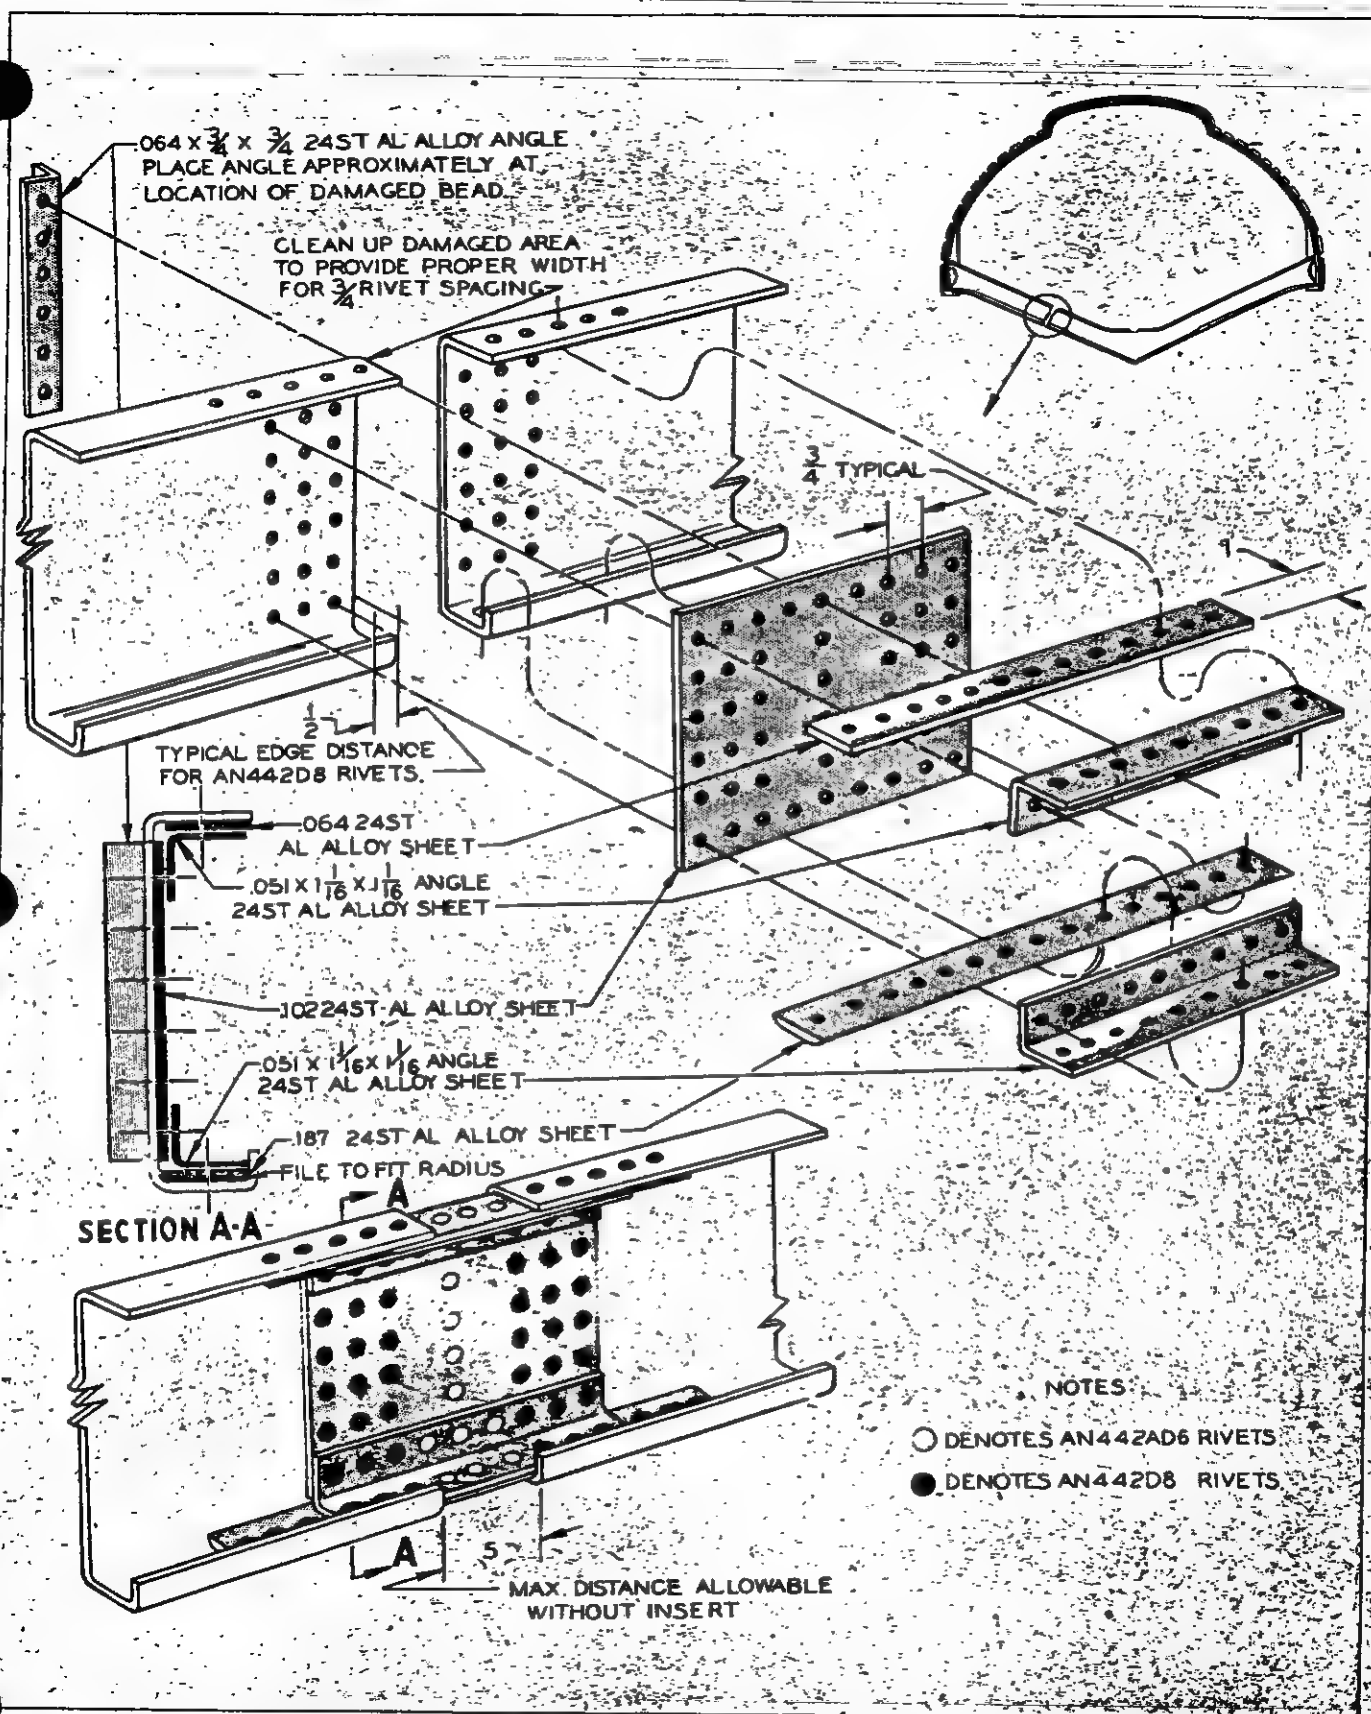 .064 X 3/4 X 3/4 24ST AL ALLOY ANGLE
PLACE ANGLE APPROXIMATELY AT
LOCATION OF DAMAGED BEAD.
CLEAN UP DAMAGED AREA
TO PROVIDE PROPER WIDTH
FOR 3/4 RIVET SPACING
3/4 TYPICAL
1
1/2
TYPICAL EDGE DISTANCE
FOR AN442D8 RIVETS.
.064 24ST
AL ALLOY SHEET
.051 X 1 1/16 X 1 1/16 ANGLE
24ST AL ALLOY SHEET
.102 24ST AL ALLOY SHEET
.051 X 1 1/16 X 1 1/16 ANGLE
24ST AL ALLOY SHEET
.187 24ST AL ALLOY SHEET
FILE TO FIT RADIUS
A
SECTION A-A
NOTES
DENOTES AN442AD6 RIVETS
DENOTES AN442D8 RIVETS
A
5
MAX. DISTANCE ALLOWABLE
WITHOUT INSERT